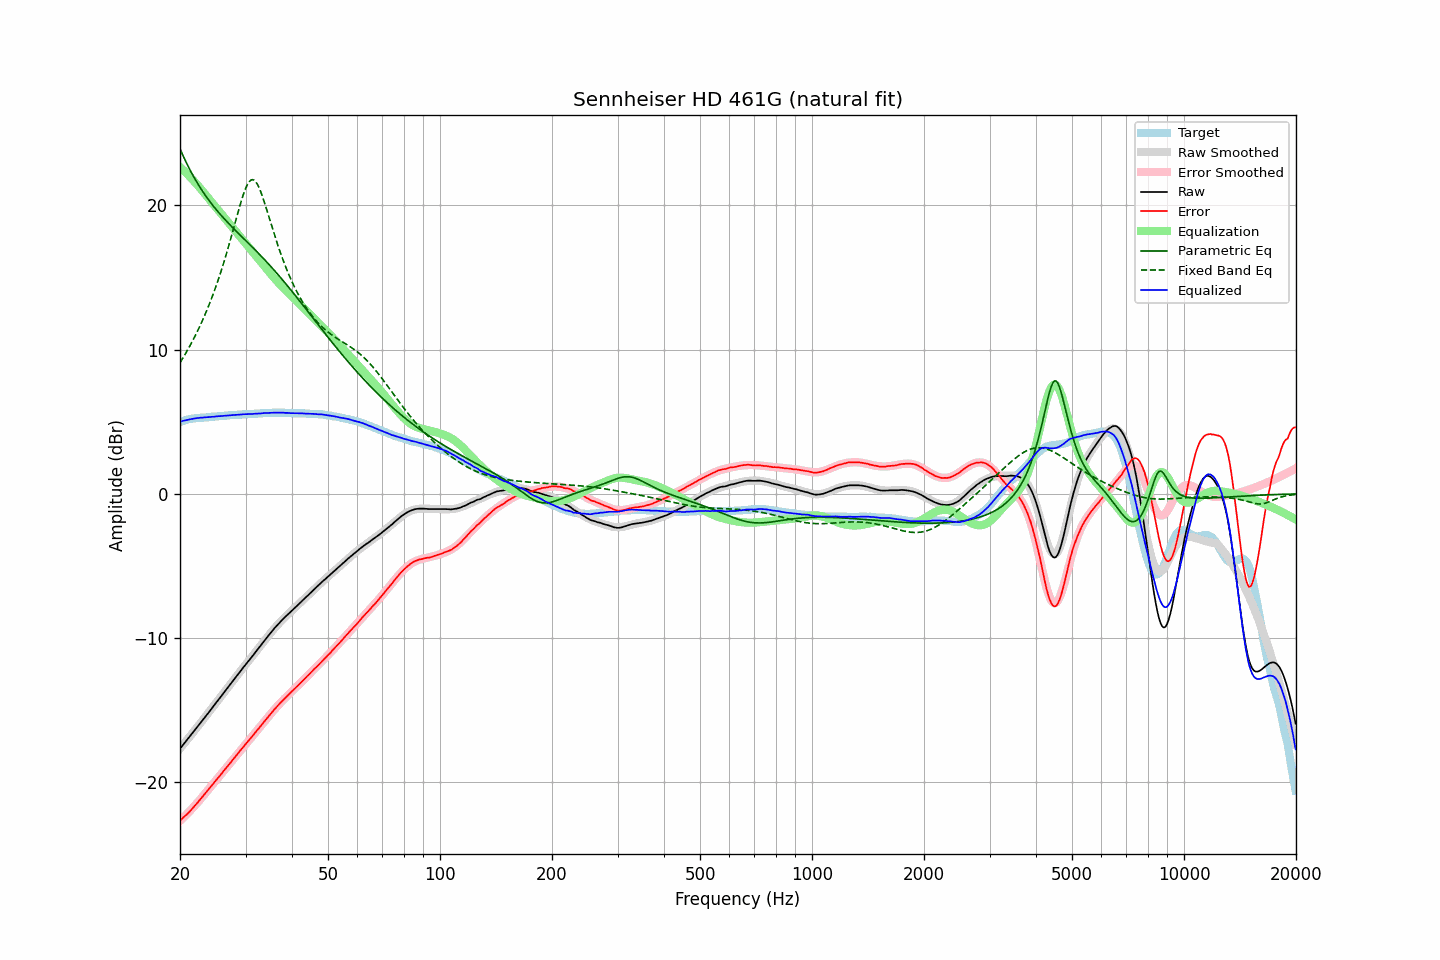 Sennheiser HD 461G (natural fit)
Target
Raw Smoothed
Error Smoothed
Raw
Error
Equalization
Parametric Eq
Fixed Band Eq
Equalized
Amplitude (dBr)
20
10
0
−10
−20
20 50 100 200 500 1000 2000 5000 10000 20000
Frequency (Hz)